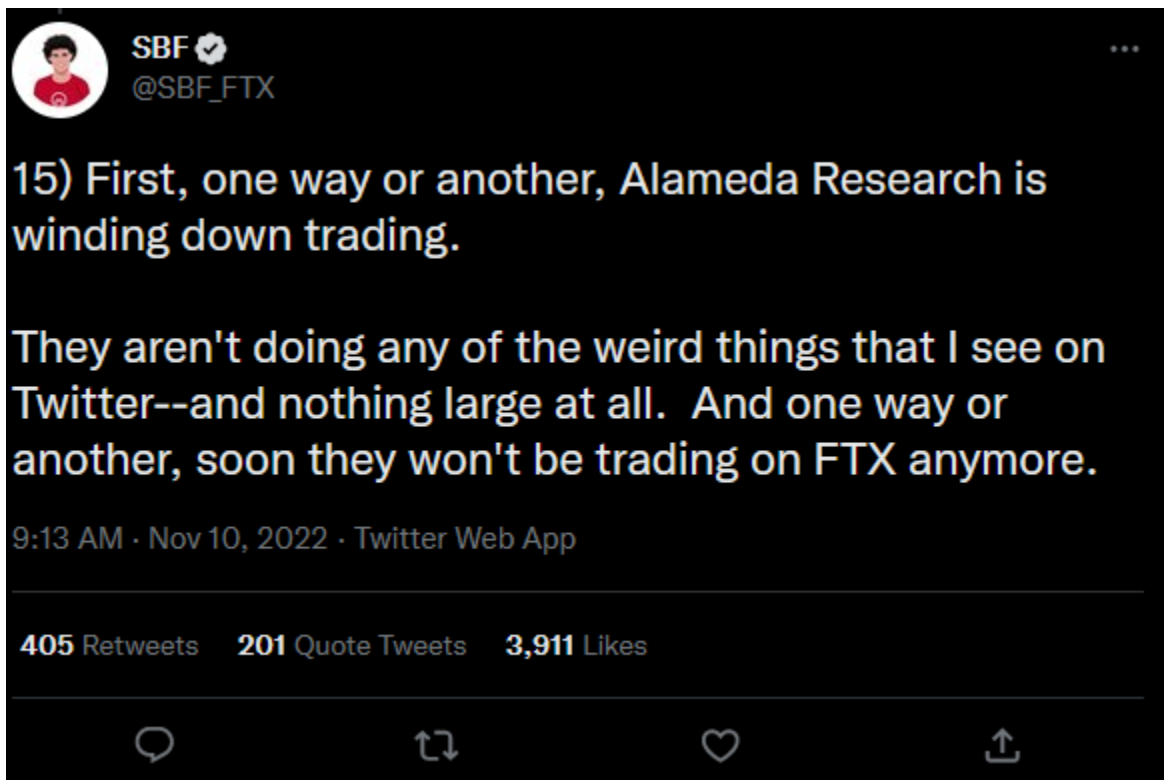 SBF
@SBF_FTX
15) First, one way or another, Alameda Research is
winding down trading.
They aren't doing any of the weird things that I see on
Twitter--and nothing large at all.  And one way or
another, soon they won't be trading on FTX anymore.
9:13 AM · Nov 10, 2022 · Twitter Web App
405 Retweets 201 Quote Tweets 3,911 Likes